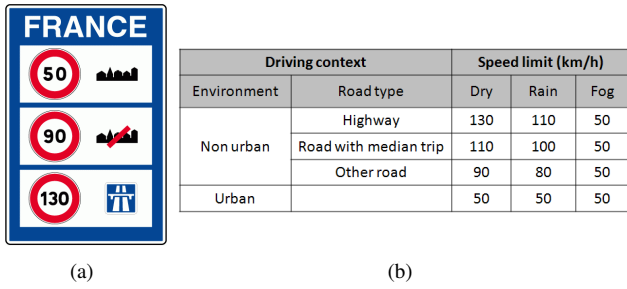 FRANCE
50
90
130
Driving context Speed limit (km/h)
Environment Road type Dry Rain Fog
Highway 130 110 50
Non urban Road with median trip 110 100 50
Other road 90 80 50
Urban 50 50 50
(a) (b)